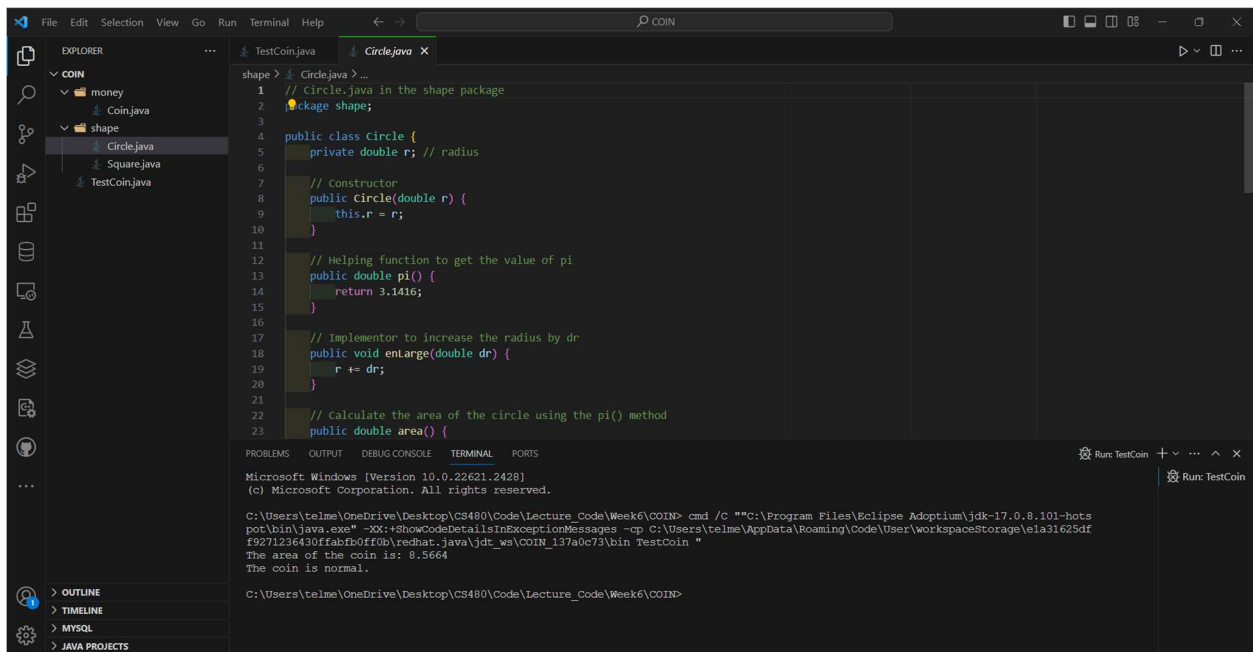 File Edit Selection View Go Run Terminal Help
COIN
EXPLORER
COIN
money
Coin.java
shape
Circle.java
Square.java
TestCoin.java
OUTLINE
TIMELINE
MYSQL
JAVA PROJECTS
1
TestCoin.java Circle.java
shape > Circle.java > ...
1 // Circle.java in the shape package
2 package shape;
3
4 public class Circle {
5 private double r; // radius
6
7 // Constructor
8 public Circle(double r) {
9 this.r = r;
10 }
11
12 // Helping function to get the value of pi
13 public double pi() {
14 return 3.1416;
15 }
16
17 // Implementor to increase the radius by dr
18 public void enLarge(double dr) {
19 r += dr;
20 }
21
22 // Calculate the area of the circle using the pi() method
23 public double area() {
PROBLEMS OUTPUT DEBUG CONSOLE TERMINAL PORTS
Run: TestCoin
Run: TestCoin
Microsoft Windows [Version 10.0.22621.2428]
(c) Microsoft Corporation. All rights reserved.
C:\Users\telme\OneDrive\Desktop\CS480\Code\Lecture_Code\Week6\COIN> cmd /C ""C:\Program Files\Eclipse Adoptium\jdk-17.0.8.101-hots
pot\bin\java.exe" -XX:+ShowCodeDetailsInExceptionMessages -cp C:\Users\telme\AppData\Roaming\Code\User\workspaceStorage\e1a31625df
f9271236430ffabfb0ff0b\redhat.java\jdt_ws\COIN_137a0c73\bin TestCoin "
The area of the coin is: 8.5664
The coin is normal.
C:\Users\telme\OneDrive\Desktop\CS480\Code\Lecture_Code\Week6\COIN>